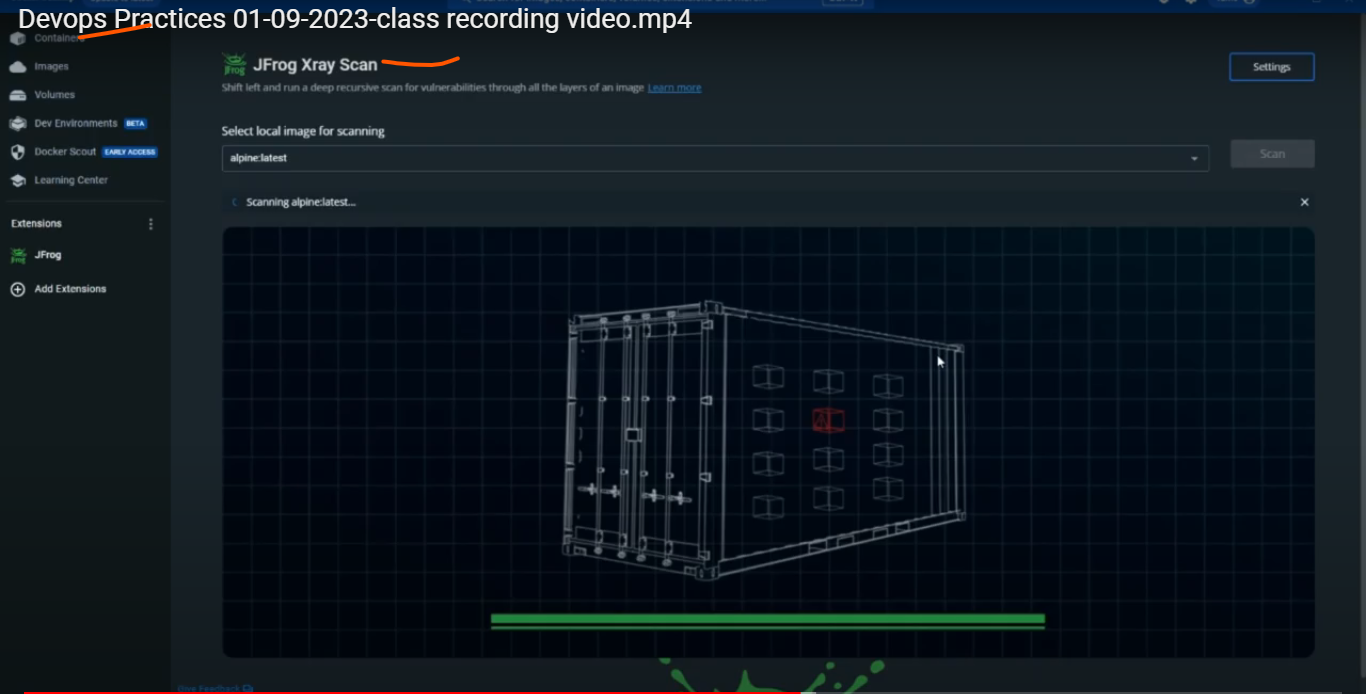 Devops Practices 01-09-2023-class recording video.mp4
Containers
Images
Volumes
Dev Environments BETA
Docker Scout EARLY ACCESS
Learning Center
Extensions
JFrog
Add Extensions
JFrog
JFrog Xray Scan
Settings
Shift left and run a deep recursive scan for vulnerabilities through all the layers of an image Learn more
Select local image for scanning
alpine:latest
Scan
Scanning alpine:latest...
Give Feedback